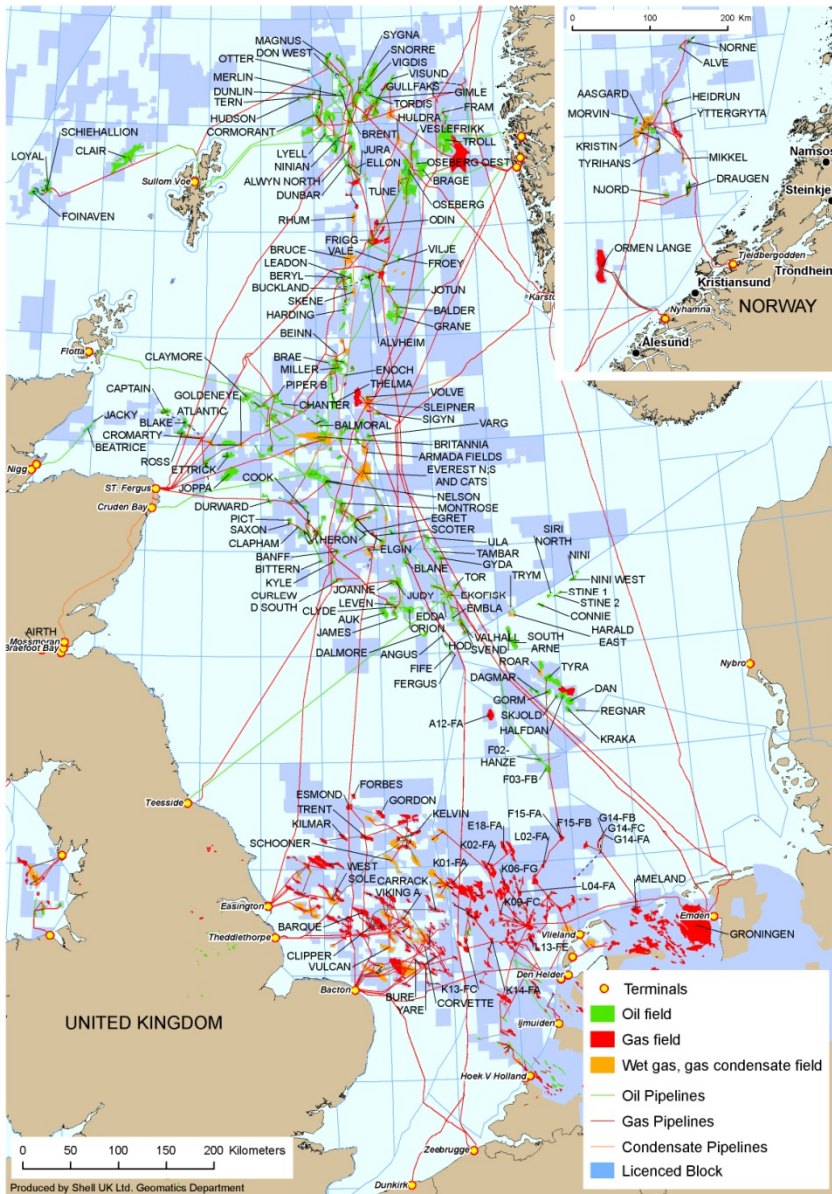 MAGNUS
DON WEST
OTTER
MERLIN
DUNLIN
TERN
HUDSON
CORMORANT
SYGNA
SNORRE
VIGDIS
VISUND
GULLFAKS
GIMLE
TORDIS
FRAM
HULDRA
VESLEFRIKK
BRENT
TROLL
JURA
LYELL
ELLON
OSEBERG OEST
NINIAN
ALWYN NORTH
BRAGE
TUNE
DUNBAR
OSEBERG
SCHIEHALLION
LOYAL
CLAIR
Sullom Voe
FOINAVEN
RHUM
ODIN
FRIGG
BRUCE
VALE
VILJE
LEADON
FROEY
BERYL
BUCKLAND
JOTUN
SKENE
HARDING
BALDER
GRANE
BEINN
ALVHEIM
Karsto
Flotta
CLAYMORE
BRAE
MILLER
ENOCH
PIPER B
THELMA
CAPTAIN
GOLDENEYE
CHANTER
VOLVE
JACKY
ATLANTIC
SLEIPNER
BLAKE
SIGYN
CROMARTY
BALMORAL
VARG
BEATRICE
BRITANNIA
ROSS
ARMADA FIELDS
Nigg
ETTRICK
EVEREST N;S
AND CATS
JOPPA
COOK
ST. Fergus
NELSON
Cruden Bay
DURWARD
MONTROSE
PICT
EGRET
SAXON
HERON
SCOTER
CLAPHAM
ELGIN
ULA
BANFF
TAMBAR
BITTERN
BLANE
GYDA
KYLE
TOR
TRYM
SIRI
NORTH
NINI
NINI WEST
STINE 1
STINE 2
CONNIE
CURLEW
D SOUTH
JOANNE
JUDY
EKOFISK
LEVEN
CLYDE
EMBLA
HARALD
EAST
AUK
EDDA
ORION
JAMES
VALHALL
SOUTH
ARNE
DALMORE
ANGUS
HOD
SVEND
FIFE
ROAR
TYRA
FERGUS
DAGMAR
DAN
GORM
A12-FA
SKJOLD
REGNAR
HALFDAN
KRAKA
F02-
HANZE
F03-FB
AIRTH
Mossmorran
Braefoot Bay
Nybro
Teesside
FORBES
ESMOND
GORDON
TRENT
KELVIN
KILMAR
F15-FA
F15-FB
G14-FB
G14-FC
G14-FA
E18-FA
L02-FA
SCHOONER
K02-FA
K01-FA
K06-FG
L04-FA
AMELAND
WEST
SOLE
CARRACK
VIKING A
K09-FC
Easington
Emden
BARQUE
Vlieland
GRONINGEN
Theddlethorpe
L13-FE
CLIPPER
VULCAN
Den Helder
K13-FC
K14-FA
Bacton
BURE
CORVETTE
YARE
Ijmuiden
UNITED KINGDOM
Hoek V Holland
Zeebrugge
Dunkirk
0 50 100 150 200 Kilometers
Produced by Shell UK Ltd. Geomatics Department
0 100 200 Km
NORNE
ALVE
AASGARD
HEIDRUN
MORVIN
YTTERGRYTA
KRISTIN
TYRIHANS
MIKKEL
Namsos
NJORD
DRAUGEN
Steinkje
ORMEN LANGE
Tjeldbergodden
Trondheim
Kristiansund
NORWAY
Nyhamna
Alesund
Terminals
Oil field
Gas field
Wet gas, gas condensate field
Oil Pipelines
Gas Pipelines
Condensate Pipelines
Licenced Block